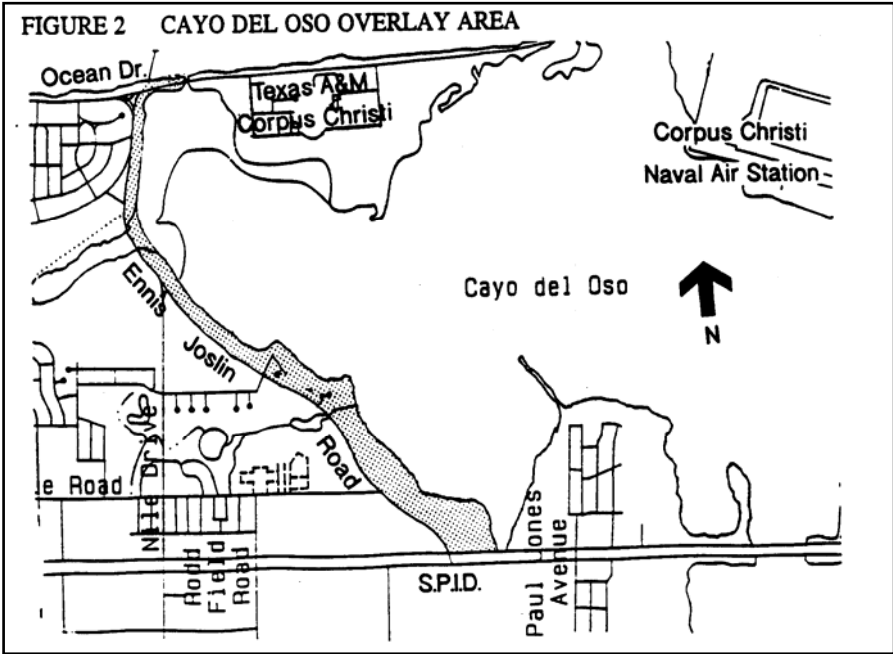 FIGURE 2 CAYO DEL OSO OVERLAY AREA
Ocean Dr.
Texas A&M
Corpus Christi
Corpus Christi
Naval Air Station
Cayo del Oso
N
Ennis
Joslin
Road
Nile Drive
e Road
Rodd
Field
Road
S.P.I.D.
Paul Jones
Avenue